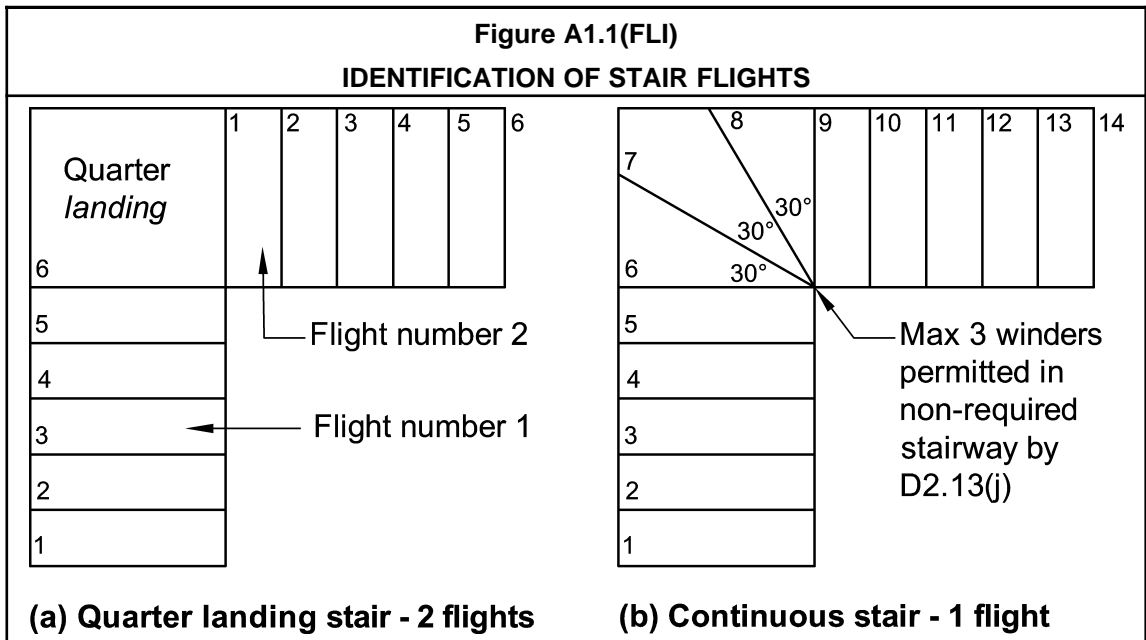 Figure A1.1(FLI)
IDENTIFICATION OF STAIR FLIGHTS
1 2 3 4 5 6
Quarter
landing
6
5
4
3
2
1
Flight number 2
Flight number 1
(a) Quarter landing stair - 2 flights
8 9 10 11 12 13 14
7
30°
30°
30°
6
5
4
3
2
1
Max 3 winders
permitted in
non-required
stairway by
D2.13(j)
(b) Continuous stair - 1 flight